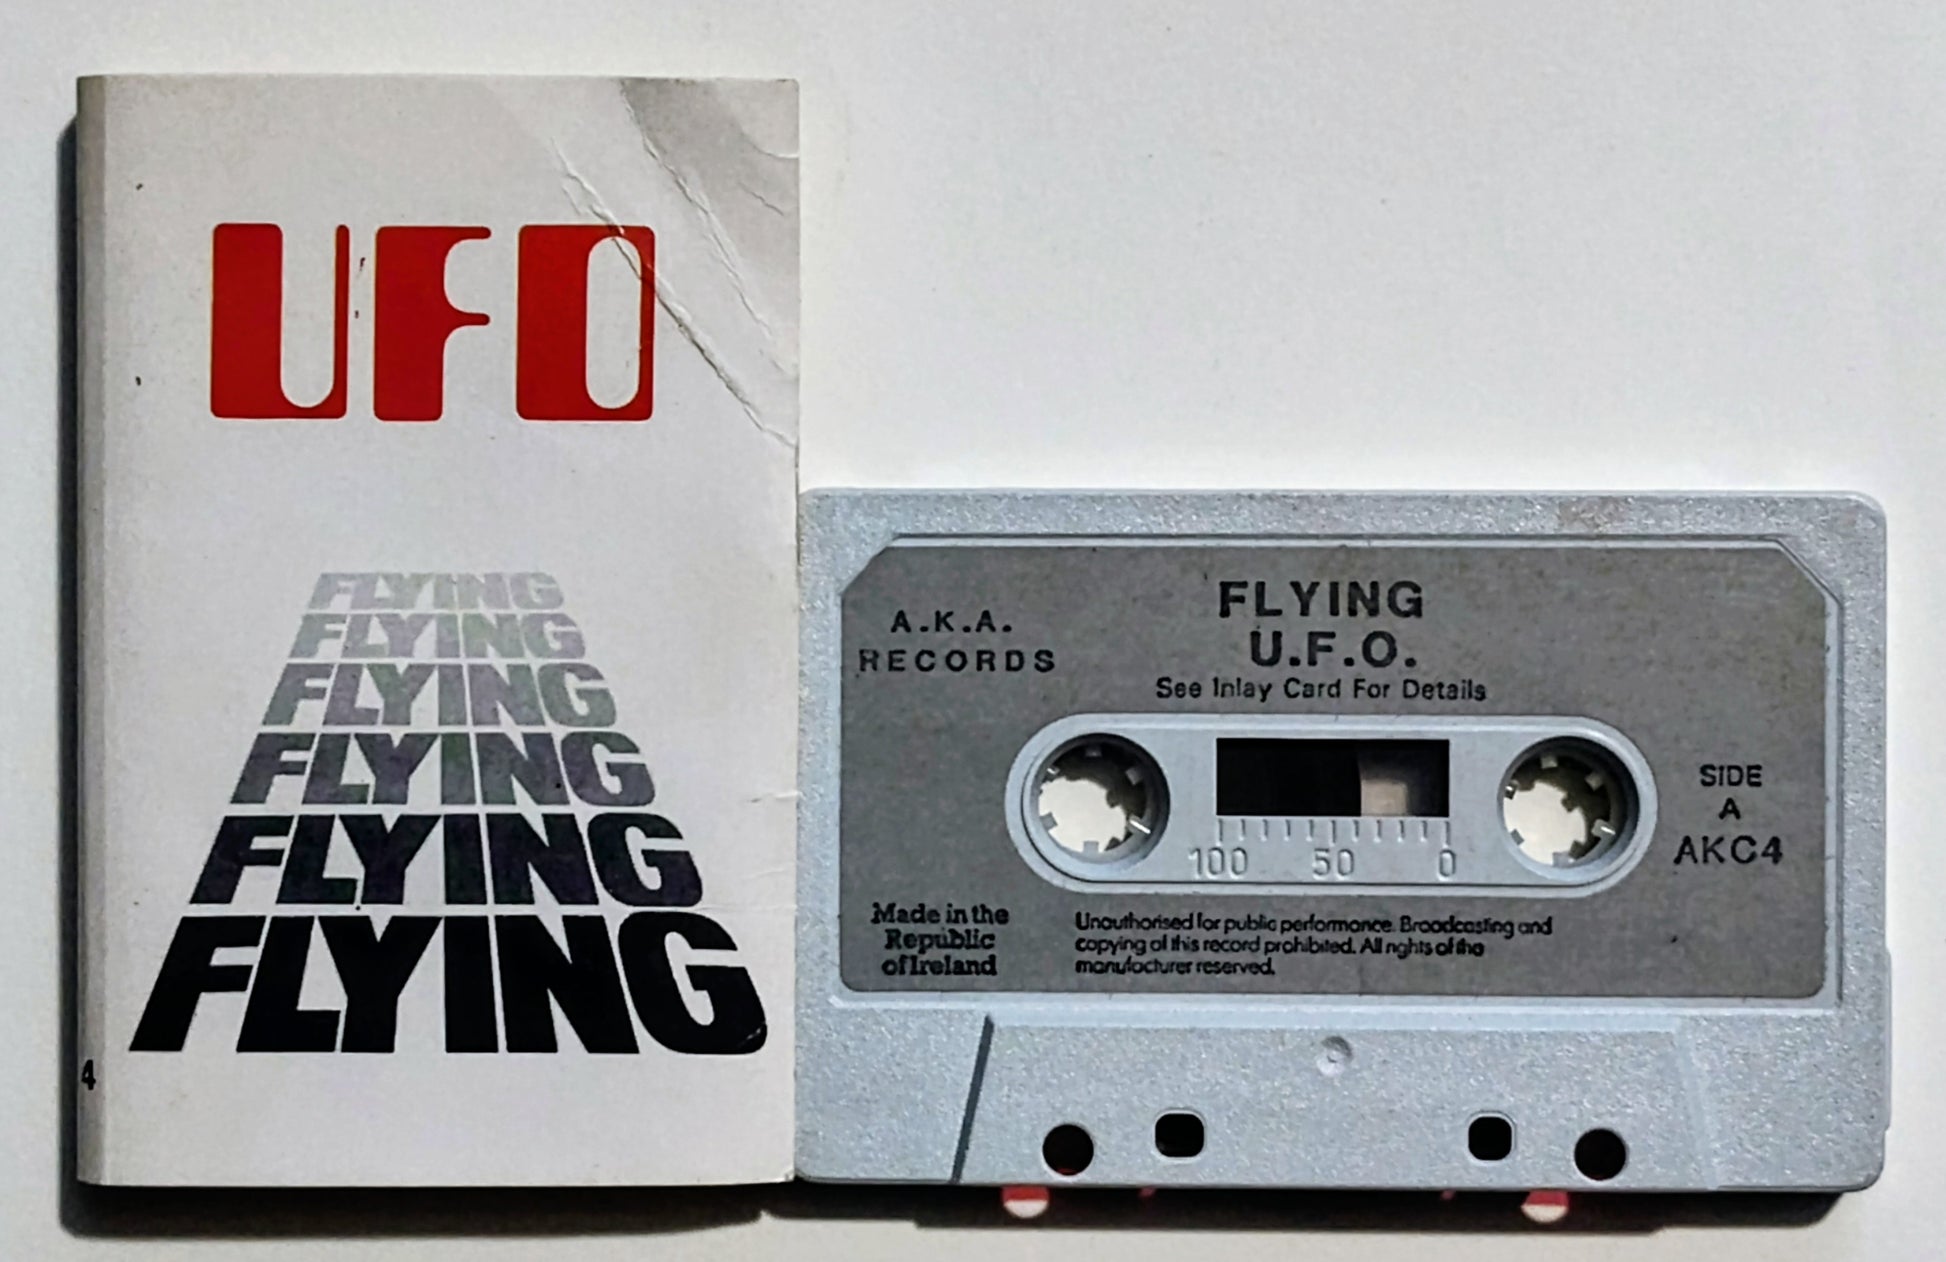 UFO
FLYING
FLYING
FLYING
FLYING
FLYING
FLYING
4
A.K.A.
RECORDS
FLYING
U.F.O.
See Inlay Card For Details
100 50 0
SIDE
A
AKC4
Made in the
Republic
of Ireland
Unauthorised for public performance. Broadcasting and
copying of this record prohibited. All rights of the
manufacturer reserved.